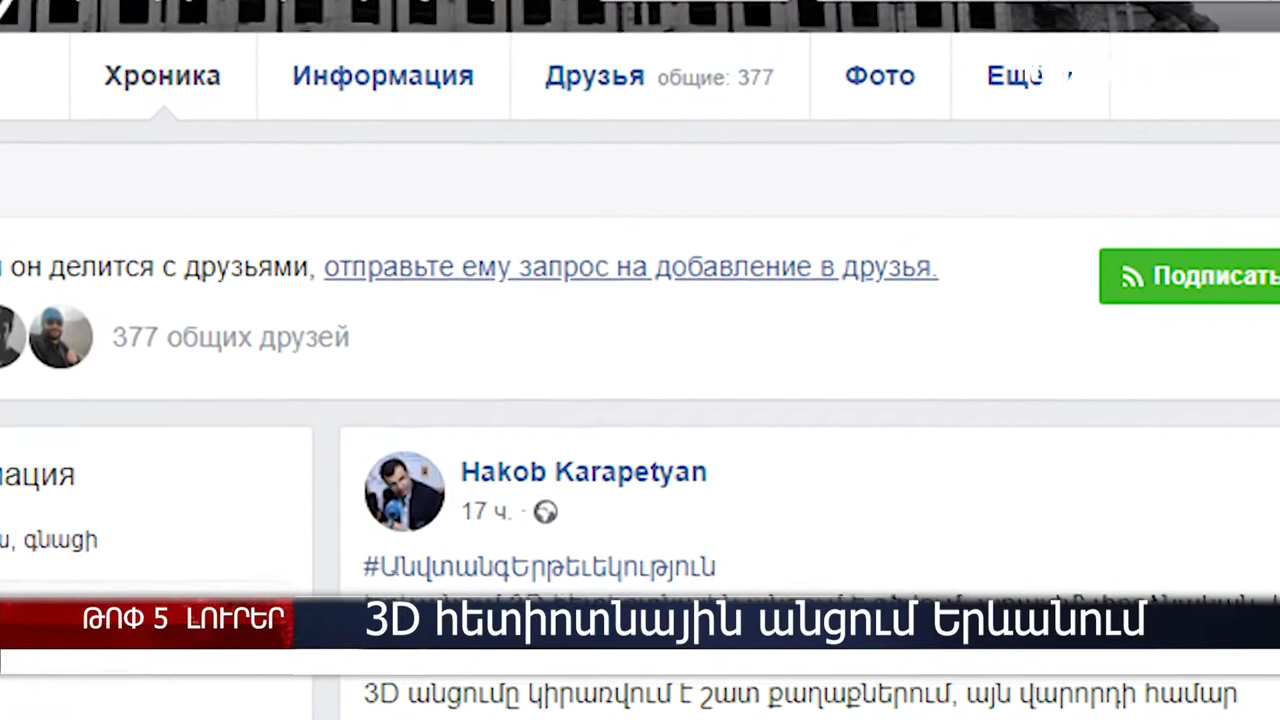 Хроника
Информация
Друзья общие: 377
Фото
он делится с друзьями, отправьте ему запрос на добавление в друзья.
Подписать
377 общих друзей
Hakob Karapetyan
17 ч.
мация
ս, գնացի
#ԱնվտանգԵրթեւեկություն
ԹՈՓ 5 ԼՈՒՐԵՐ
3D հետիոտնային անցում Երևանում
3D անցումը կիրառվում է շատ քաղաքներում, այն վարորդի համար